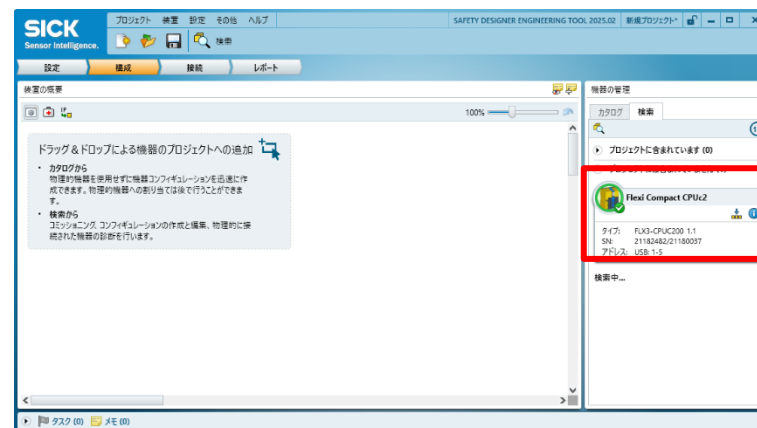 SICK
Sensor Intelligence.
プロジェクト 装置 設定 その他 ヘルプ
SAFETY DESIGNER ENGINEERING TOOL 2025.02
新規プロジェクト*
検索
設定
構成
接続
レポート
装置の概要
100%
ドラッグ＆ドロップによる機器のプロジェクトへの追加
・ カタログから
物理的機器を使用せずに機器コンフィギュレーションを迅速に作
成できます。物理的機器への割り当ては後で行うことができま
す。
・ 検索から
コミッショニング、コンフィギュレーションの作成と編集、物理的に接
続された機器の診断を行います。
機器の管理
カタログ 検索
プロジェクトに含まれています (0)
Flexi Compact CPUc2
タイプ: FLX3-CPUC200 1.1
SN: 21182482/21180037
アドレス: USB: 1-5
検索中...
タスク (0) メモ (0)